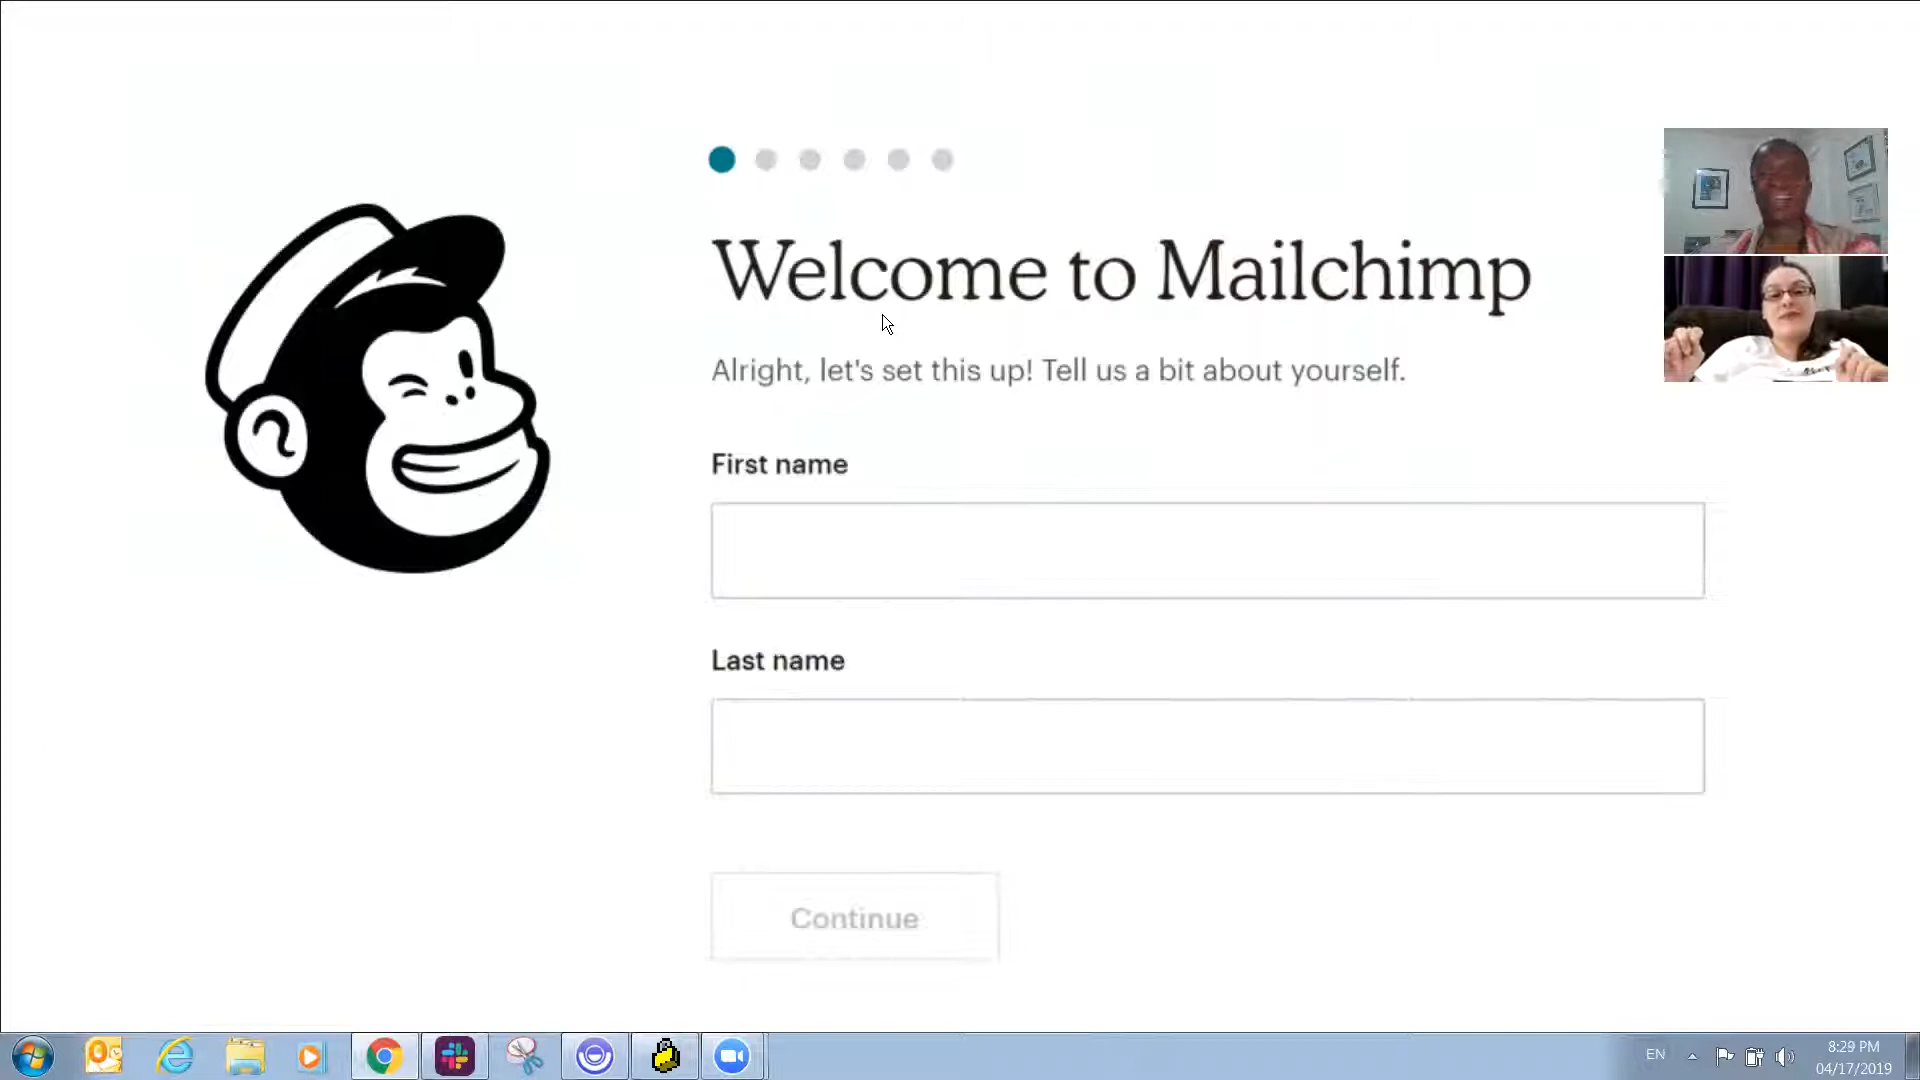 Welcome to Mailchimp
Alright, let's set this up! Tell us a bit about yourself.
First name
Last name
Continue
EN
8:29 PM
04/17/2019